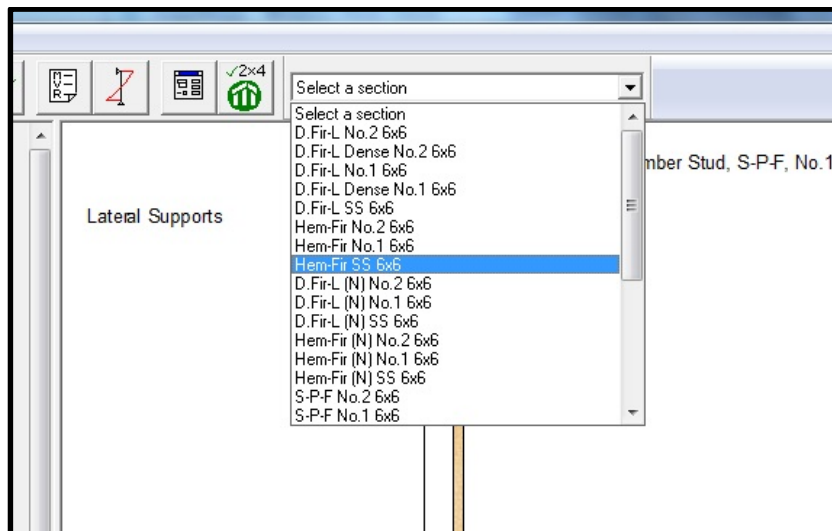 MVR
✓2x4
Select a section
Select a section
D.Fir-L No.2 6x6
D.Fir-L Dense No.2 6x6
D.Fir-L No.1 6x6
D.Fir-L Dense No.1 6x6
D.Fir-L SS 6x6
Hem-Fir No.2 6x6
Hem-Fir No.1 6x6
Hem-Fir SS 6x6
D.Fir-L (N) No.2 6x6
D.Fir-L (N) No.1 6x6
D.Fir-L (N) SS 6x6
Hem-Fir (N) No.2 6x6
Hem-Fir (N) No.1 6x6
Hem-Fir (N) SS 6x6
S-P-F No.2 6x6
S-P-F No.1 6x6
Lateral Supports
mber Stud, S-P-F, No.1